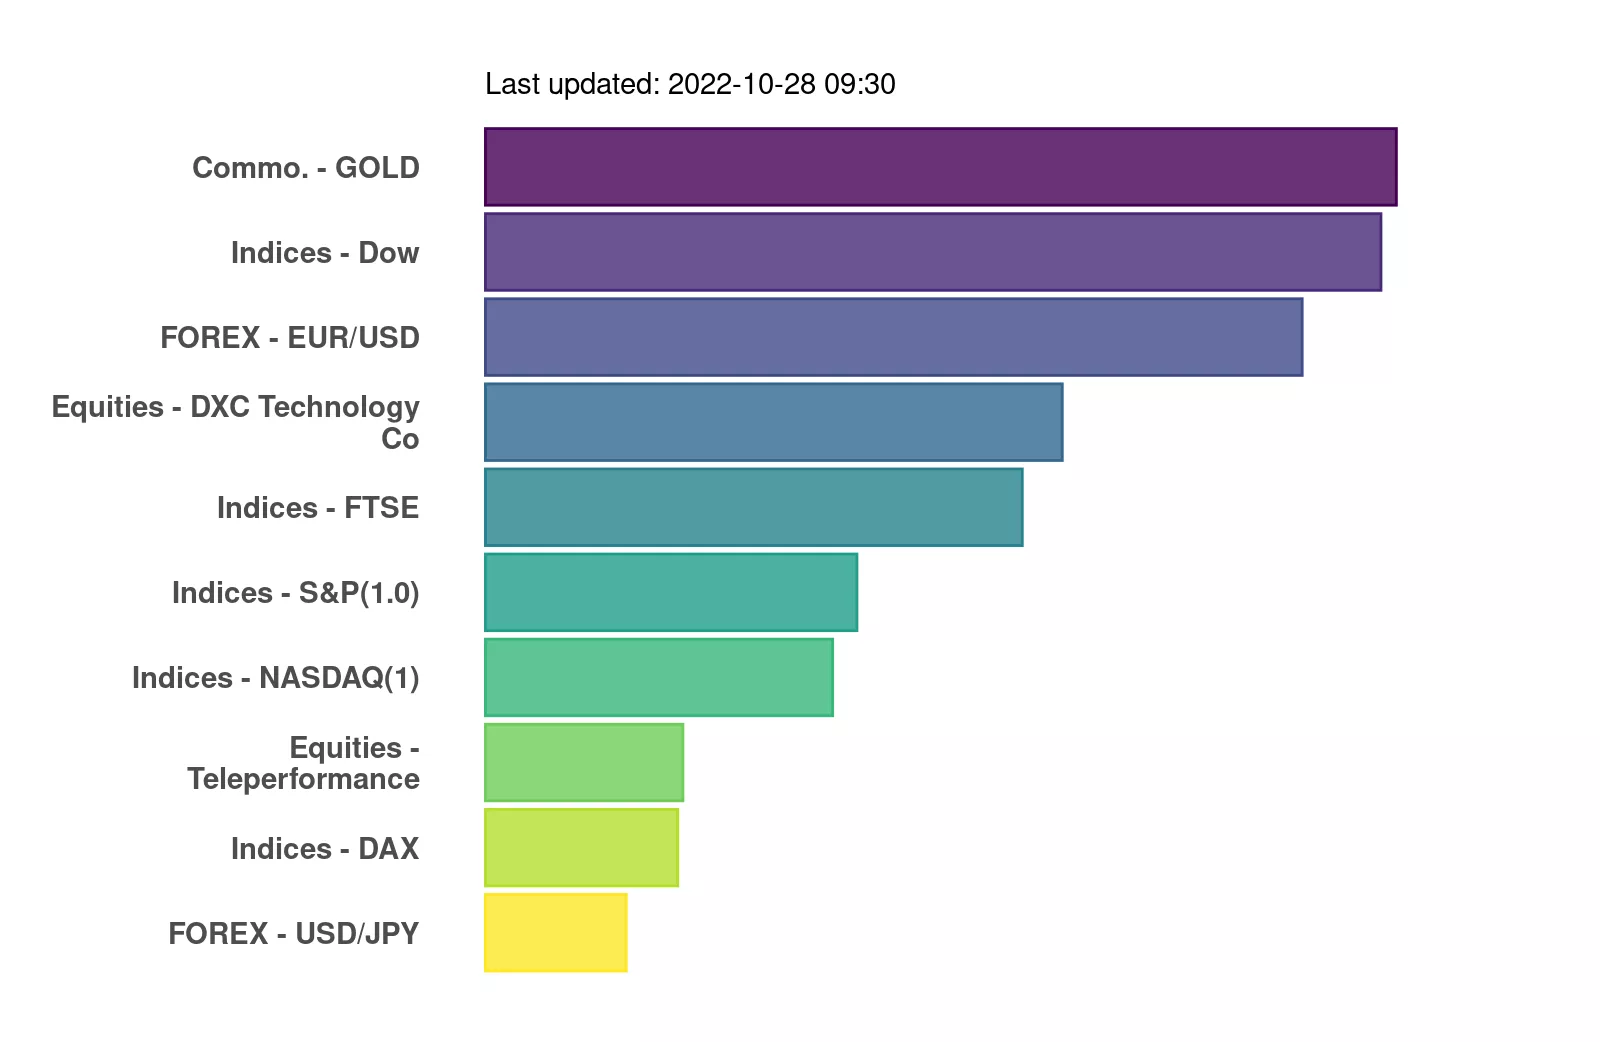 Last updated: 2022-10-28 09:30
Commo. - GOLD
Indices - Dow
FOREX - EUR/USD
Equities - DXC Technology
Co
Indices - FTSE
Indices - S&P(1.0)
Indices - NASDAQ(1)
Equities -
Teleperformance
Indices - DAX
FOREX - USD/JPY